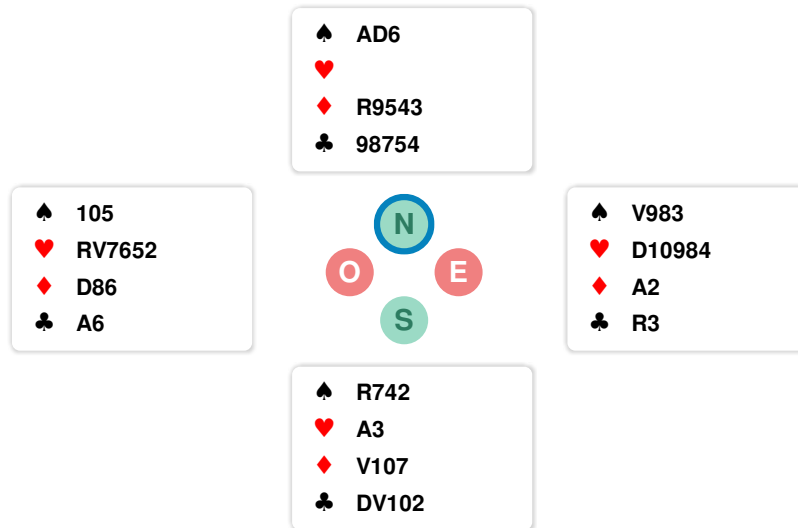 ♠ AD6
♥
♦ R9543
♣ 98754
♠ 105
♥ RV7652
♦ D86
♣ A6
N
O E
S
♠ V983
♥ D10984
♦ A2
♣ R3
♠ R742
♥ A3
♦ V107
♣ DV102